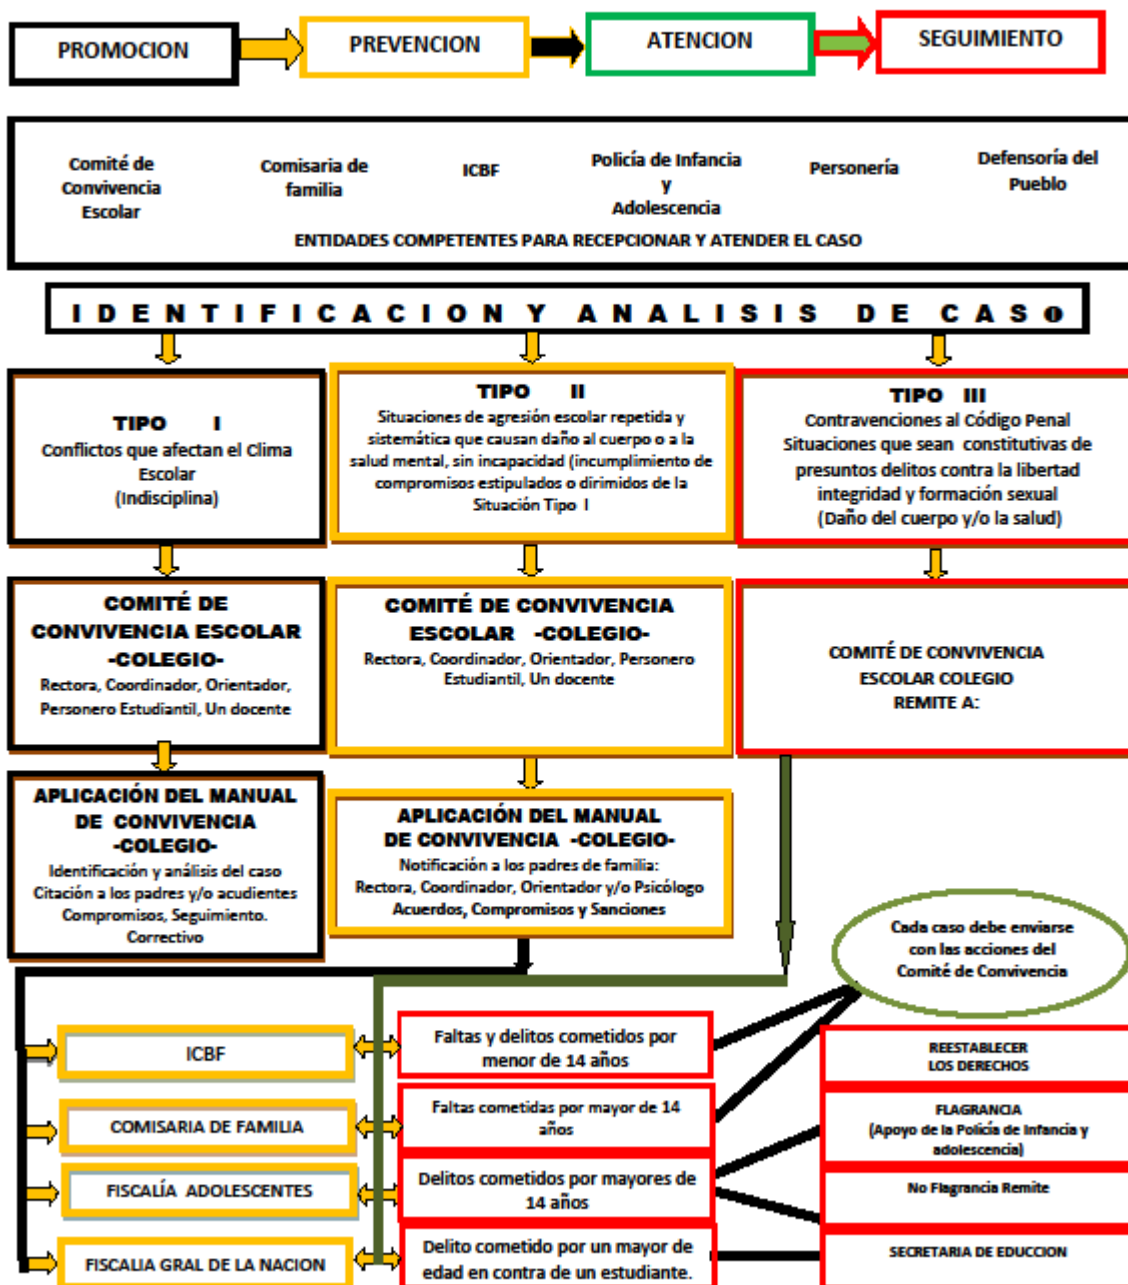 PROMOCION
PREVENCION
ATENCION
SEGUIMIENTO
Comité de
Convivencia
Escolar
Comisaria de
familia
ICBF
Policía de Infancia
y
Adolescencia
Personería
Defensoría del
Pueblo
ENTIDADES COMPETENTES PARA RECEPCIONAR Y ATENDER EL CASO
IDENTIFICACION Y ANALISIS DE CASO
TIPO I
Conflictos que afectan el Clima
Escolar
(Indisciplina)
TIPO II
Situaciones de agresión escolar repetida y
sistemática que causan daño al cuerpo o a la
salud mental, sin incapacidad (incumplimiento de
compromisos estipulados o dirimidos de la
Situación Tipo I
TIPO III
Contravenciones al Código Penal
Situaciones que sean constitutivas de
presuntos delitos contra la libertad
integridad y formación sexual
(Daño del cuerpo y/o la salud)
COMITÉ DE
CONVIVENCIA ESCOLAR
-COLEGIO-
Rectora, Coordinador, Orientador,
Personero Estudiantil, Un docente
COMITÉ DE CONVIVENCIA
ESCOLAR -COLEGIO-
Rectora, Coordinador, Orientador, Personero
Estudiantil, Un docente
COMITÉ DE CONVIVENCIA
ESCOLAR COLEGIO
REMITE A:
APLICACIÓN DEL MANUAL
DE CONVIVENCIA
-COLEGIO-
Identificación y análisis del caso
Citación a los padres y/o acudientes
Compromisos, Seguimiento.
Correctivo
APLICACIÓN DEL MANUAL
DE CONVIVENCIA -COLEGIO-
Notificación a los padres de familia:
Rectora, Coordinador, Orientador y/o Psicólogo
Acuerdos, Compromisos y Sanciones
Cada caso debe enviarse
con las acciones del
Comité de Convivencia
ICBF
Faltas y delitos cometidos por
menor de 14 años
REESTABLECER
LOS DERECHOS
COMISARIA DE FAMILIA
Faltas cometidas por mayor de 14
años
FLAGRANCIA
(Apoyo de la Policía de Infancia y
adolescencia)
FISCALÍA ADOLESCENTES
Delitos cometidos por mayores de
14 años
No Flagrancia Remite
FISCALIA GRAL DE LA NACION
Delito cometido por un mayor de
edad en contra de un estudiante.
SECRETARIA DE EDUCCION